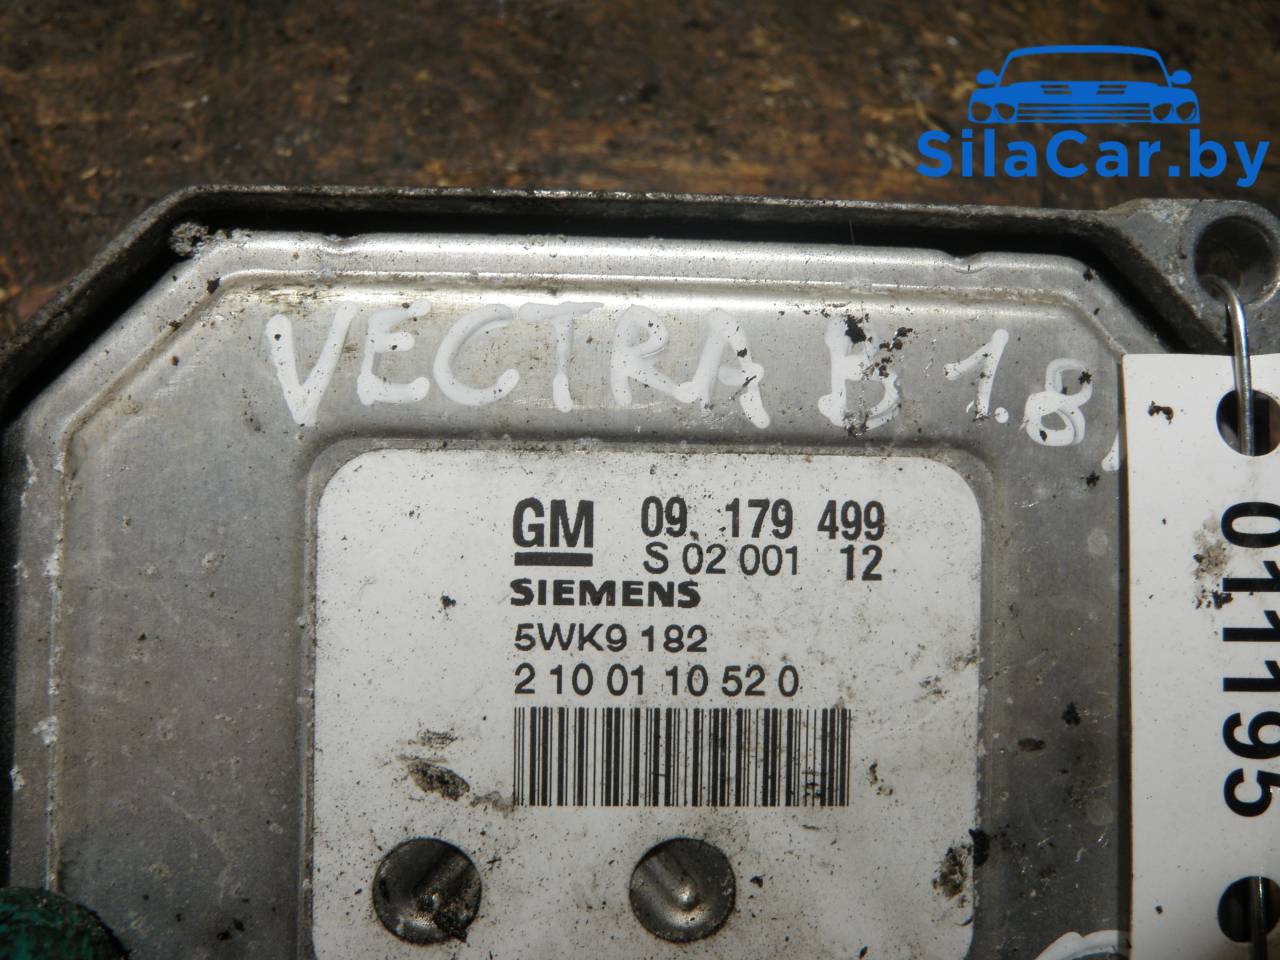 SilaCar.by
VECTRA B 1.8
GM 09. 179 499
S 02 001 12
SIEMENS
5WK9 182
2 10 01 10 52 0
011195